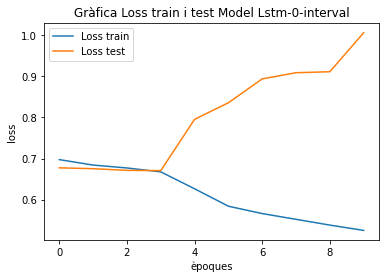 Gràfica Loss train i test Model Lstm-0-interval
Loss train
Loss test
1.0
0.9
0.8
0.7
0.6
loss
0 2 4 6 8
èpoques